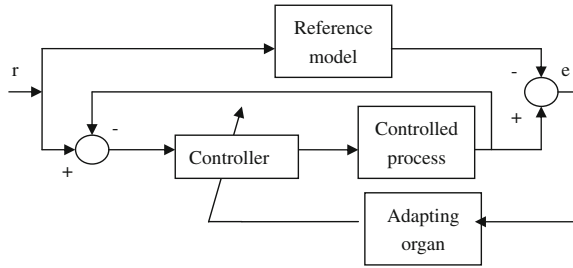 Reference
model
r
-
e
+
-
Controller
Controlled
process
+
Adapting
organ